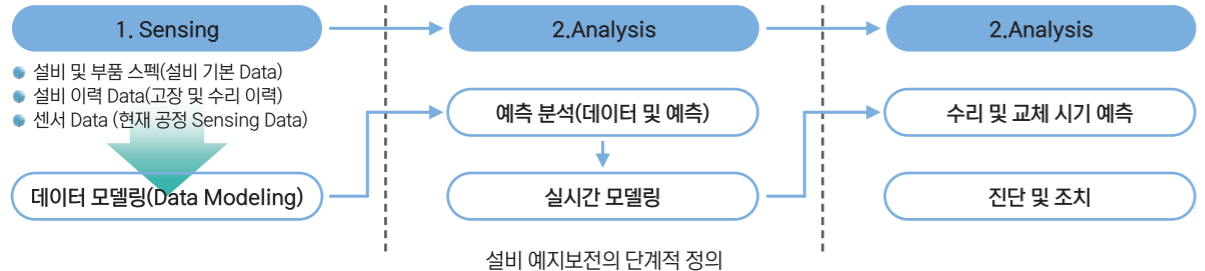 1. Sensing
설비 및 부품 스펙(설비 기본 Data)
설비 이력 Data(고장 및 수리 이력)
센서 Data (현재 공정 Sensing Data)
데이터 모델링(Data Modeling)
2.Analysis
예측 분석(데이터 및 예측)
실시간 모델링
2.Analysis
수리 및 교체 시기 예측
진단 및 조치
설비 예지보전의 단계적 정의